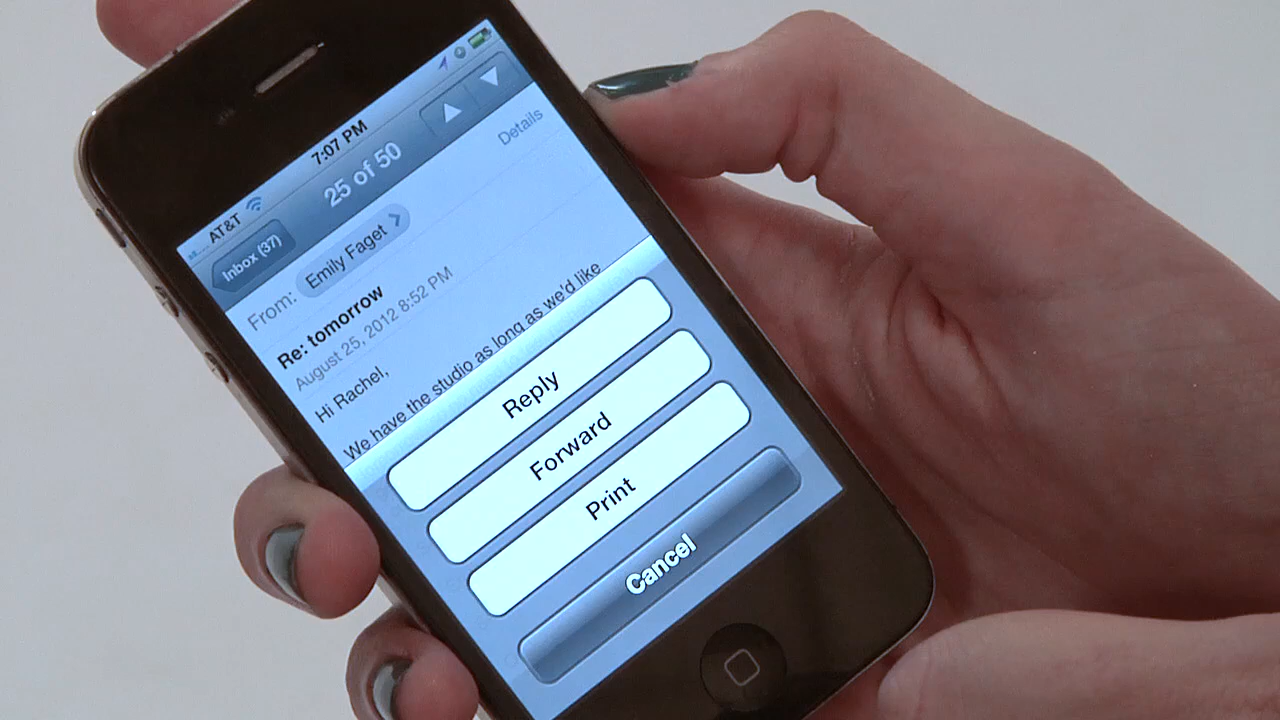 AT&T 7:07 PM
Inbox (37) 25 of 50
From: Emily Faget Details
Re: tomorrow
August 25, 2012 8:52 PM
Hi Rachel,
We have the studio as long as we'd like
Reply
Forward
Print
Cancel